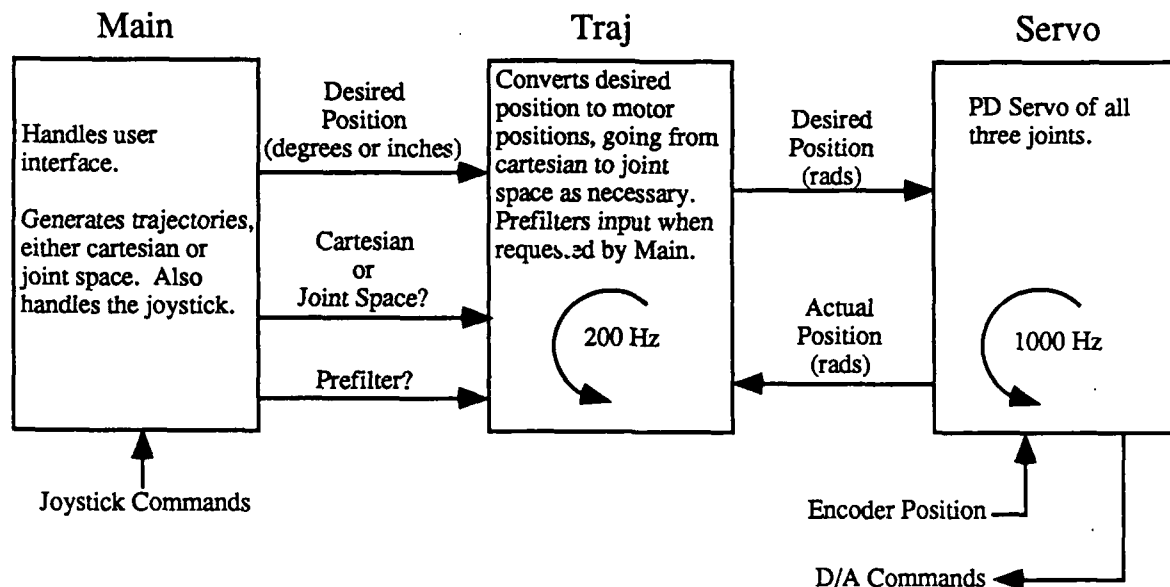 Main
Traj
Servo
Handles user
interface.
Generates trajectories,
either cartesian or
joint space. Also
handles the joystick.
Desired
Position
(degrees or inches)
Cartesian
or
Joint Space?
Prefilter?
Joystick Commands
Converts desired
position to motor
positions, going from
cartesian to joint
space as necessary.
Prefilters input when
requested by Main.
200 Hz
Desired
Position
(rads)
Actual
Position
(rads)
PD Servo of all
three joints.
1000 Hz
Encoder Position
D/A Commands